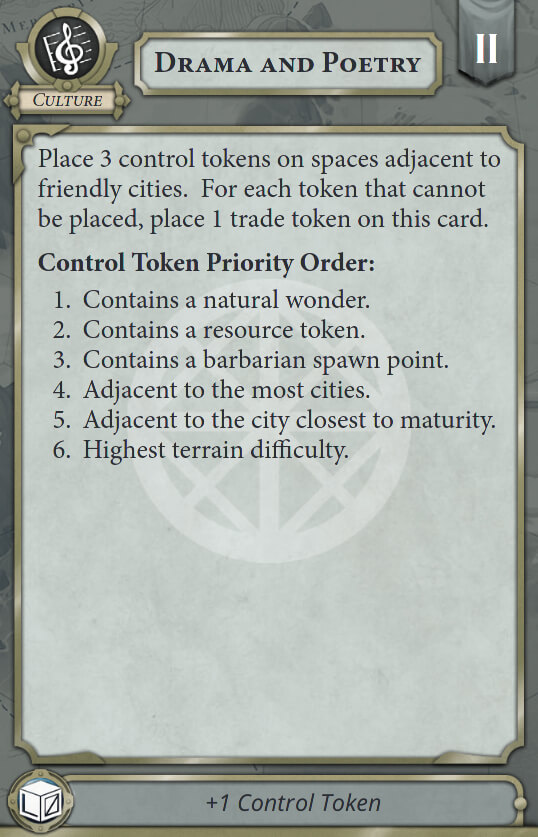 Drama and Poetry
II
Culture
Place 3 control tokens on spaces adjacent to
friendly cities. For each token that cannot
be placed, place 1 trade token on this card.
Control Token Priority Order:
1. Contains a natural wonder.
2. Contains a resource token.
3. Contains a barbarian spawn point.
4. Adjacent to the most cities.
5. Adjacent to the city closest to maturity.
6. Highest terrain difficulty.
+1 Control Token